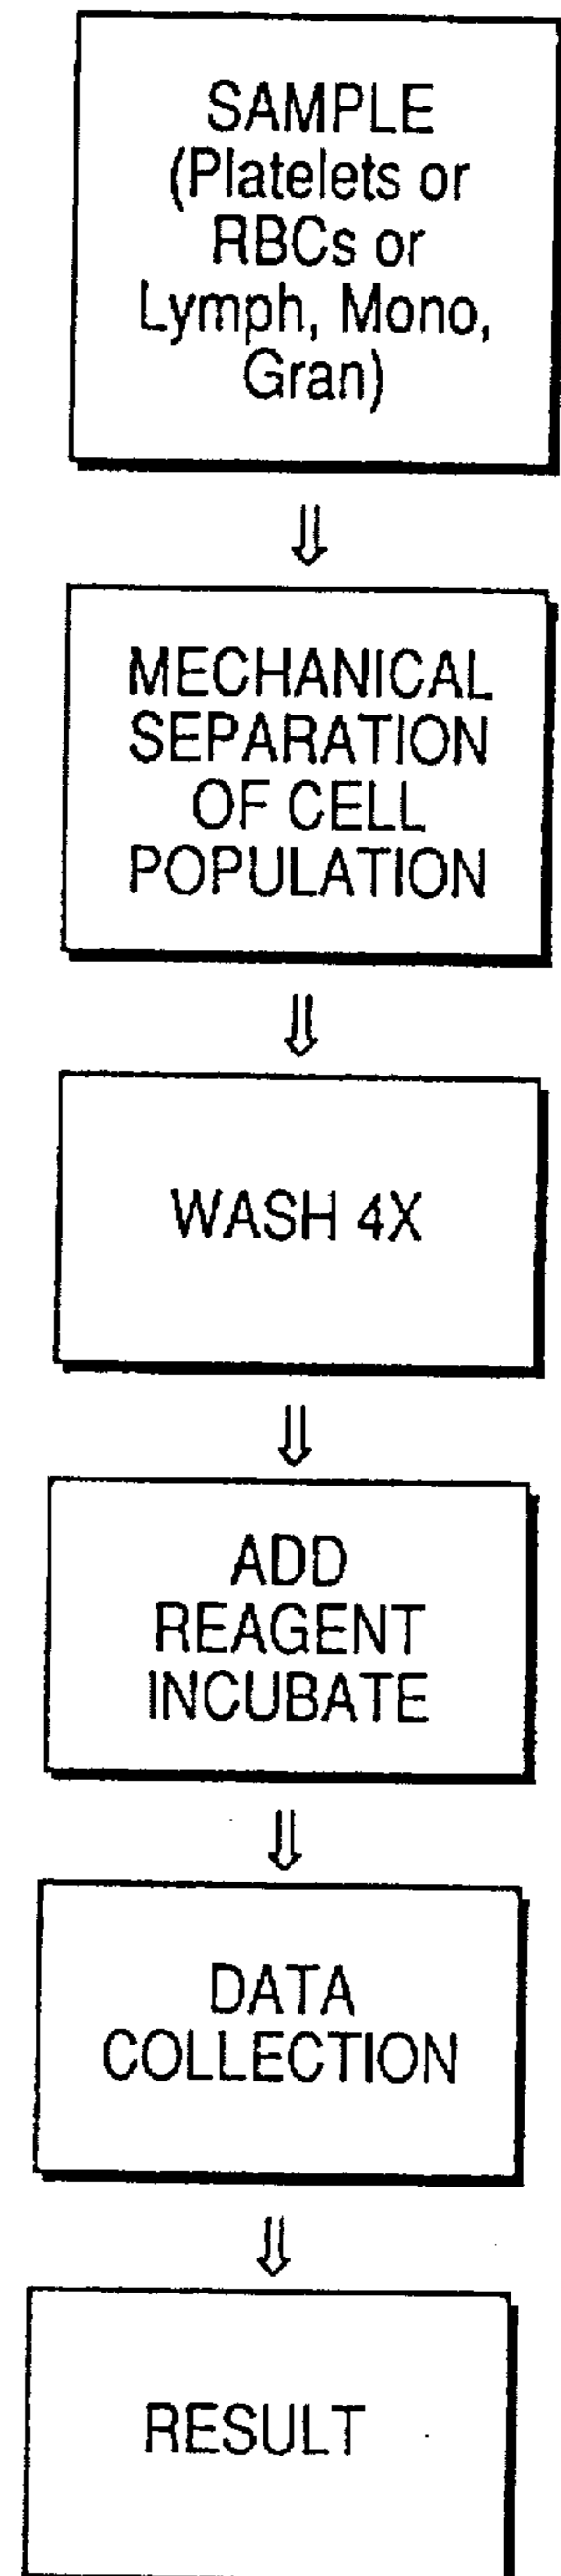 SAMPLE
(Platelets or
RBCs or
Lymph, Mono,
Gran)
MECHANICAL
SEPARATION
OF CELL
POPULATION
WASH 4X
ADD
REAGENT
INCUBATE
DATA
COLLECTION
RESULT